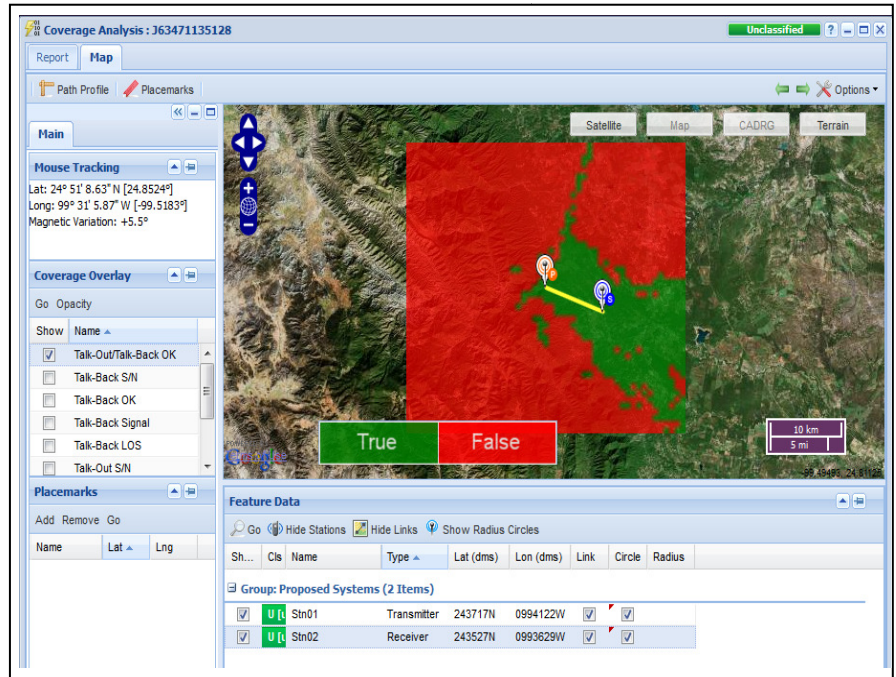 Coverage Analysis : J63471135128
Unclassified
Report
Map
Path Profile
Placemarks
Options
Main
Mouse Tracking
Lat: 24° 51' 8.63" N [24.8524°]
Long: 99° 31' 5.87" W [-99.5183°]
Magnetic Variation: +5.5°
Coverage Overlay
Go Opacity
Show Name
Talk-Out/Talk-Back OK
Talk-Back S/N
Talk-Back OK
Talk-Back Signal
Talk-Back LOS
Talk-Out S/N
Placemarks
Add Remove Go
Name Lat Lng
Satellite
Map
CADRG
Terrain
P
S
True
False
10 km
5 mi
Google
Feature Data
Go Hide Stations Hide Links Show Radius Circles
Sh... Cls Name Type Lat (dms) Lon (dms) Link Circle Radius
Group: Proposed Systems (2 Items)
U [ Stn01 Transmitter 243717N 0994122W
U [ Stn02 Receiver 243527N 0993629W